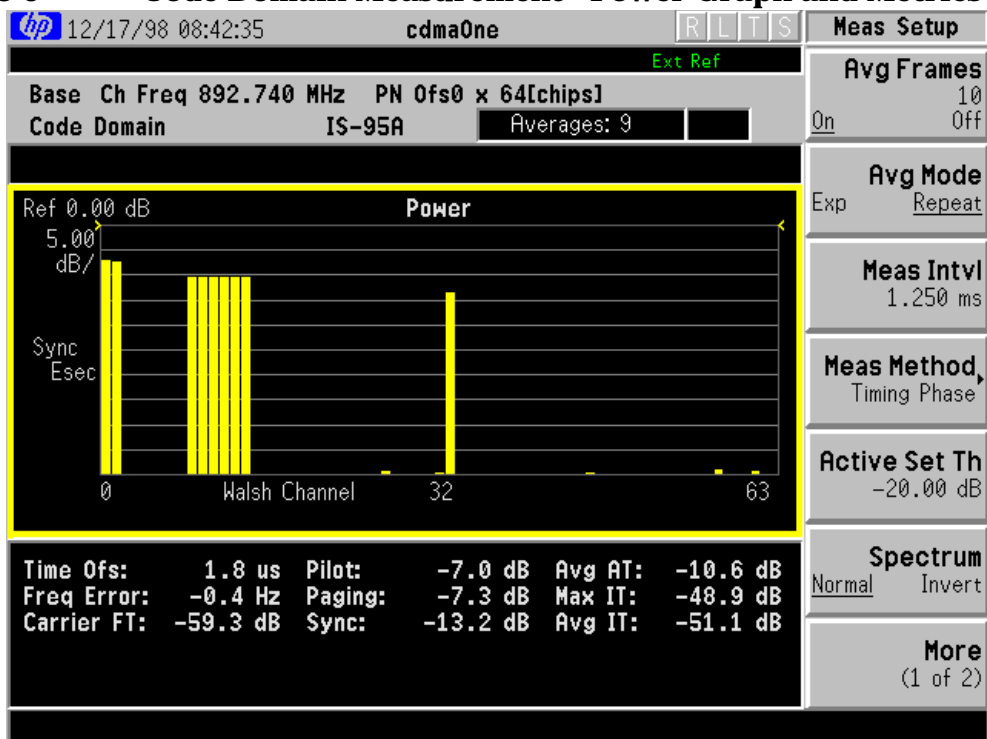 Code Domain Measurement - Power Graph and Metrics
hp 12/17/98 08:42:35 cdmaOne R L T S
Ext Ref
Base Ch Freq 892.740 MHz PN Ofs0 x 64[chips]
Code Domain IS-95A Averages: 9
Ref 0.00 dB Power
5.00
dB/
Sync
Esec
0 Walsh Channel 32 63
Time Ofs: 1.8 us Pilot: -7.0 dB Avg AT: -10.6 dB
Freq Error: -0.4 Hz Paging: -7.3 dB Max IT: -48.9 dB
Carrier FT: -59.3 dB Sync: -13.2 dB Avg IT: -51.1 dB
Meas Setup
Avg Frames
10
On Off
Avg Mode
Exp Repeat
Meas Intvl
1.250 ms
Meas Method
Timing Phase
Active Set Th
-20.00 dB
Spectrum
Normal Invert
More
(1 of 2)